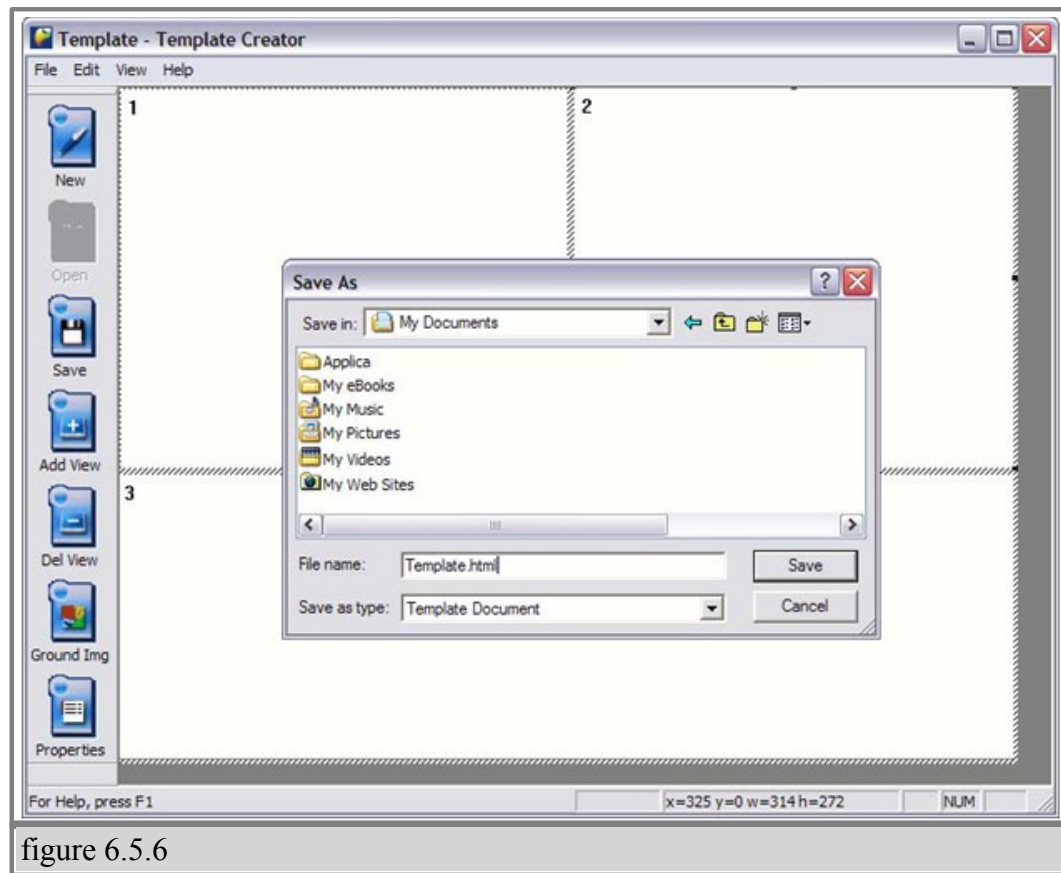 Template - Template Creator
File Edit View Help
1
2
New
Open
Save As
Save in: My Documents
Applica
My eBooks
My Music
My Pictures
My Videos
My Web Sites
File name: Template.html
Save
Save as type: Template Document
Cancel
Save
Add View
3
Del View
Ground Img
Properties
For Help, press F1
x=325 y=0 w=314 h=272
NUM
figure 6.5.6